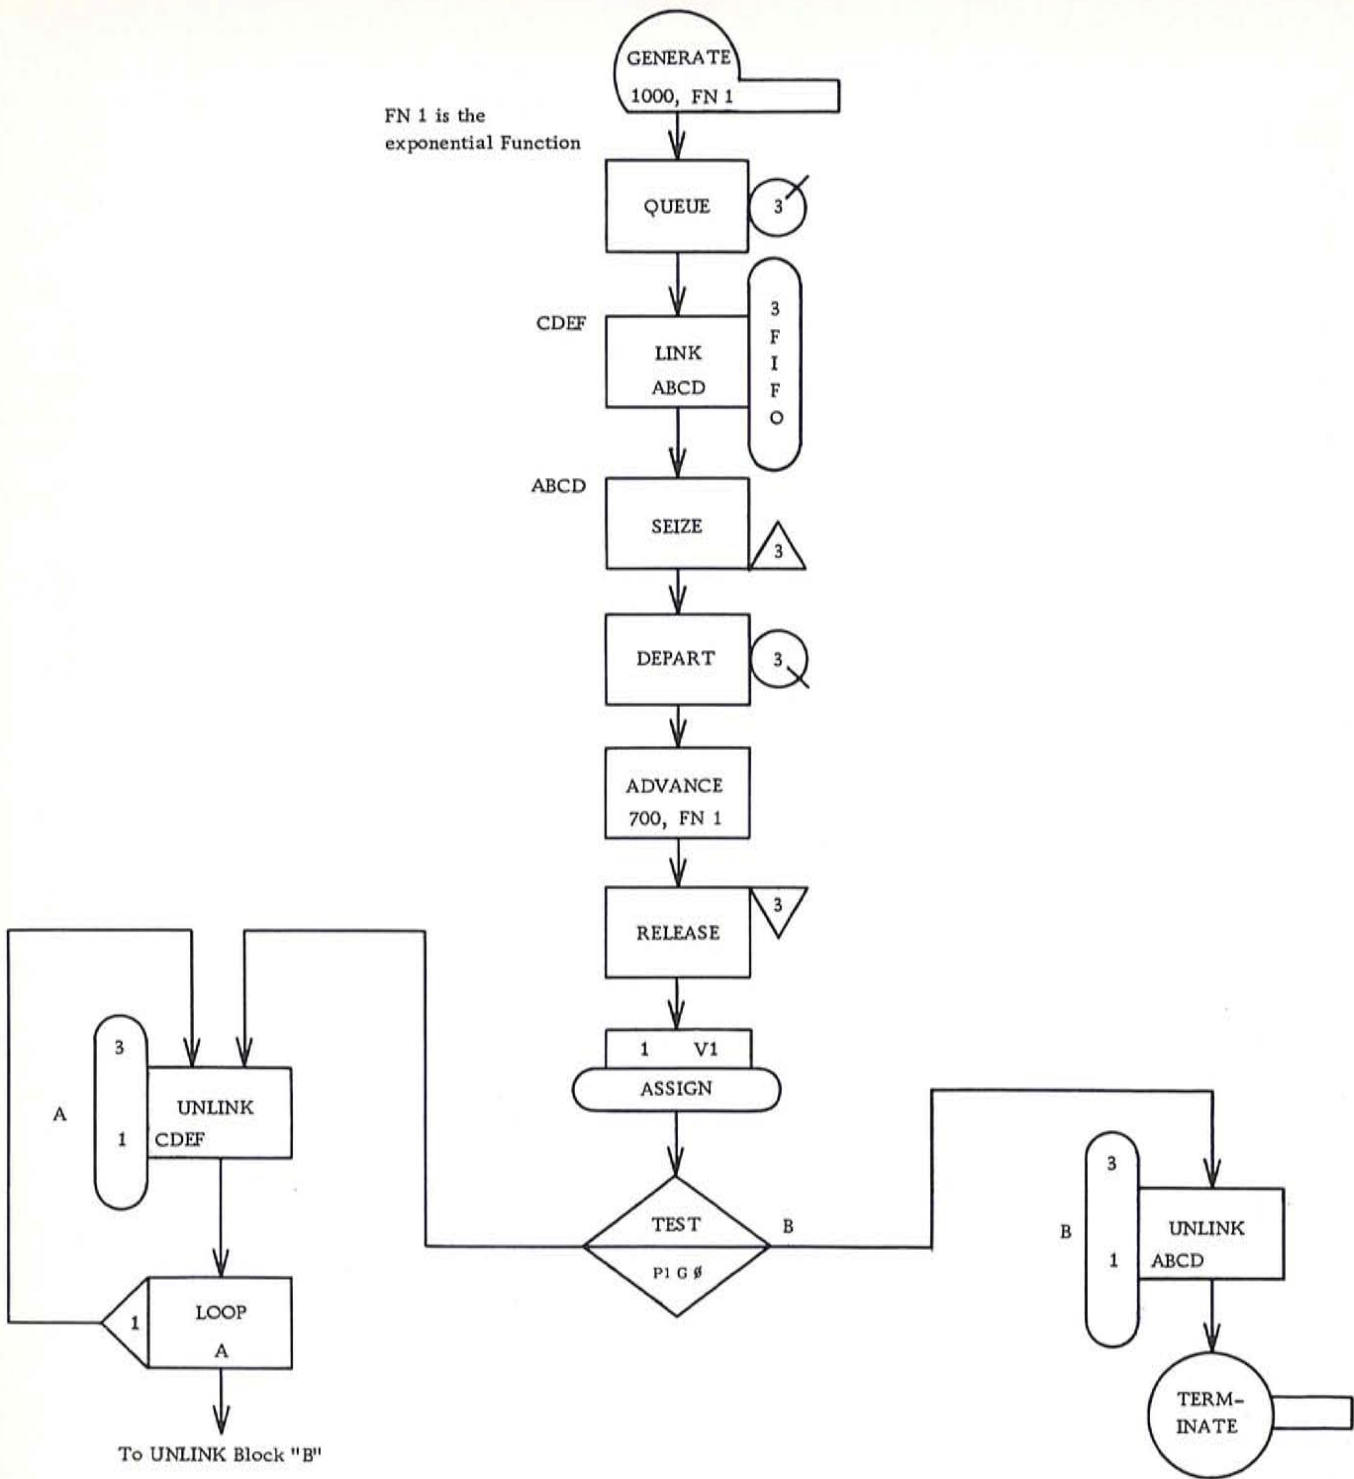 GENERATE
1000, FN 1
FN 1 is the
exponential Function
QUEUE
3
CDEF
LINK
ABCD
3
F
I
F
O
ABCD
SEIZE
3
DEPART
3
ADVANCE
700, FN 1
RELEASE
3
1 V1
ASSIGN
TEST
P1 G Ø
B
3
A
UNLINK
1 CDEF
LOOP
1
A
To UNLINK Block "B"
3
B
UNLINK
1 ABCD
TERM-
INATE